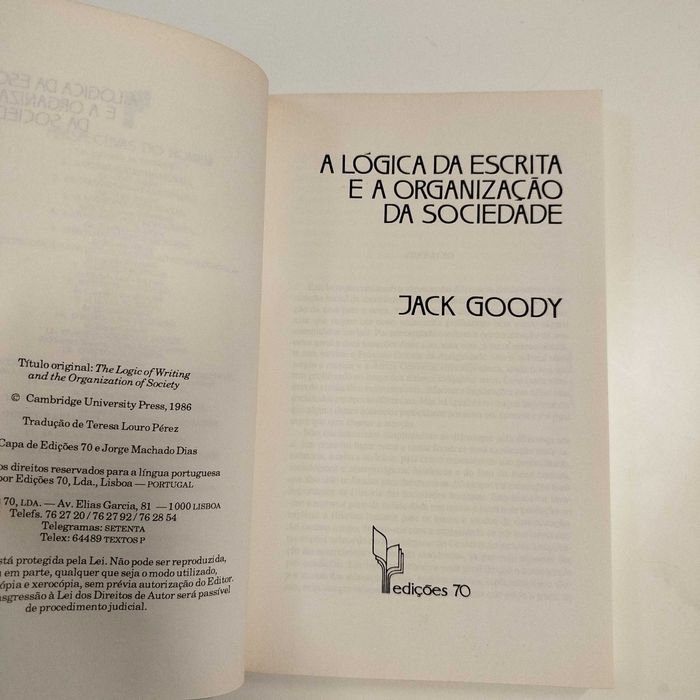 Título original: The Logic of Writing
and the Organization of Society
© Cambridge University Press, 1986
Tradução de Teresa Louro Pérez
Capa de Edições 70 e Jorge Machado Dias
direitos reservados para a língua portuguesa
por Edições 70, Lda., Lisboa — PORTUGAL
70, LDA. — Av. Elias Garcia, 81 — 1000 LISBOA
Telefs. 76 27 20 / 76 27 92 / 76 28 54
Telegramas: SETENTA
Telex: 64489 TEXTOS P
está protegida pela Lei. Não pode ser reproduzida,
em parte, qualquer que seja o modo utilizado,
e xerocópia, sem prévia autorização do Editor.
à Lei dos Direitos de Autor será passível
de procedimento judicial.
A LÓGICA DA ESCRITA
E A ORGANIZAÇÃO
DA SOCIEDADE
JACK GOODY
edições 70